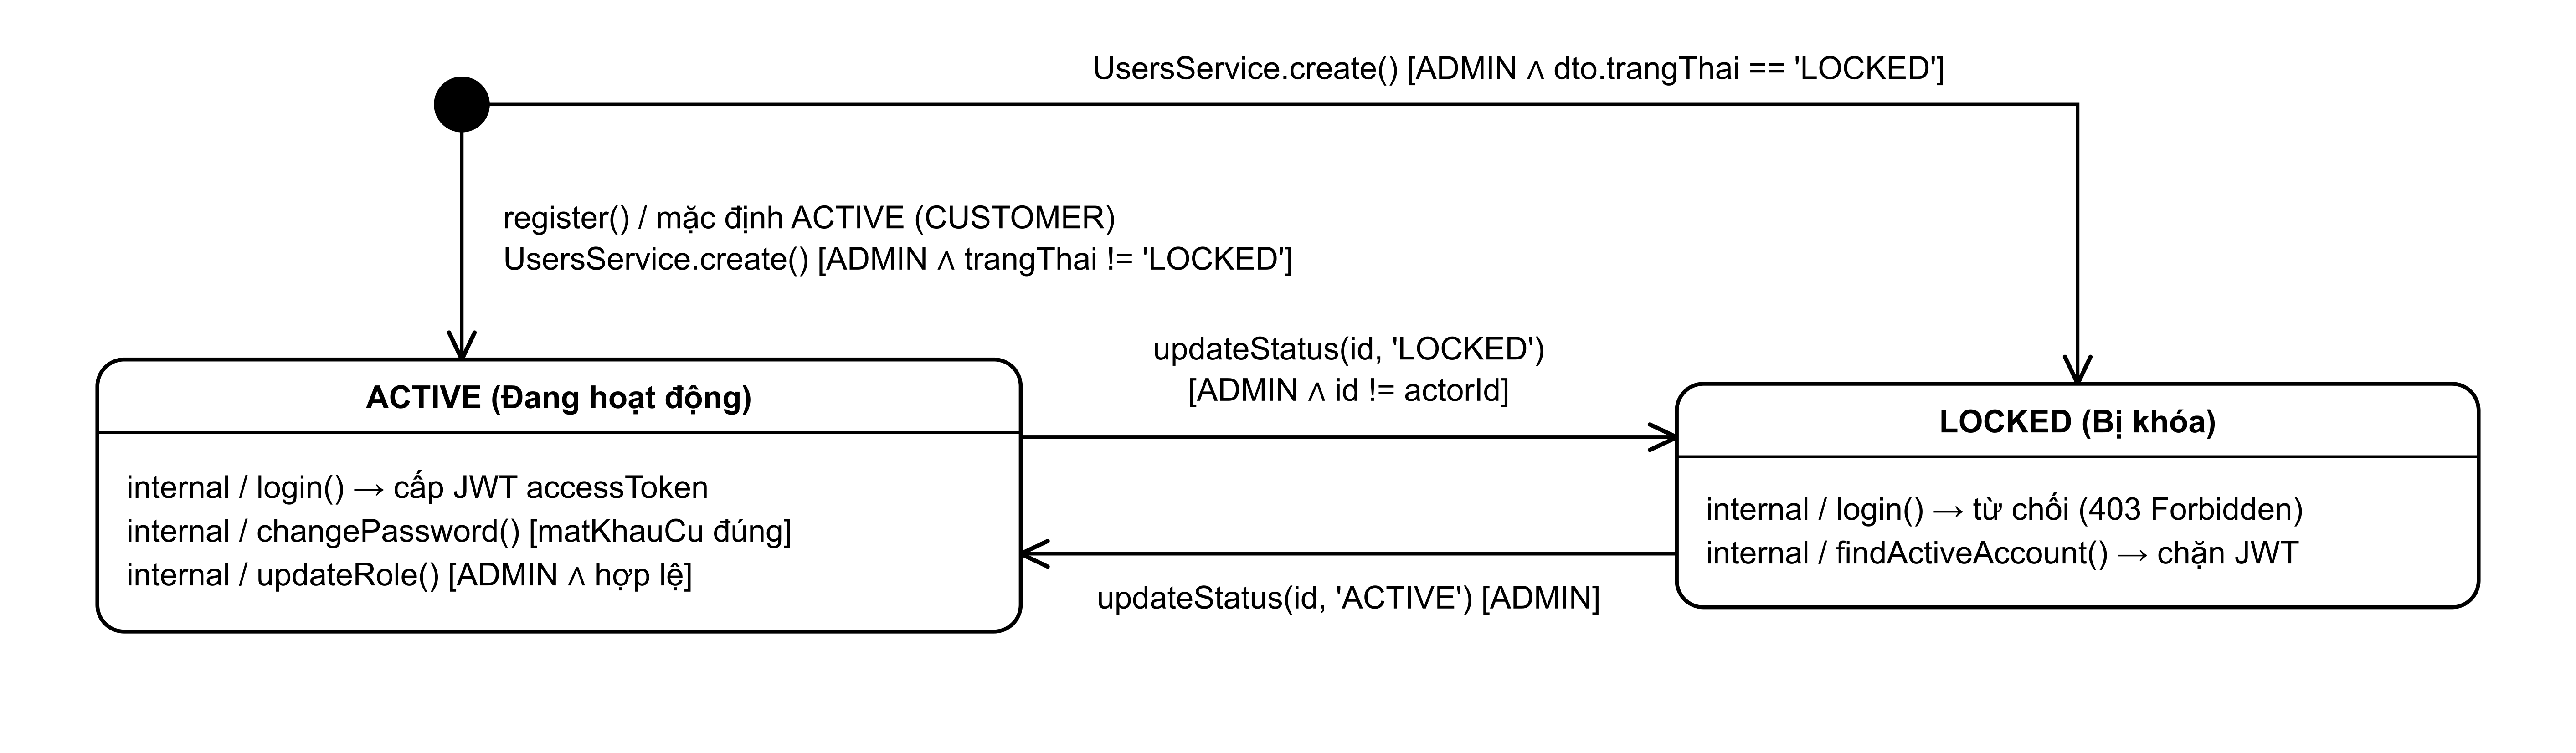 UsersService.create() [ADMIN ∧ dto.trangThai == 'LOCKED']
register() / mặc định ACTIVE (CUSTOMER)
UsersService.create() [ADMIN ∧ trangThai != 'LOCKED']
updateStatus(id, 'LOCKED')
[ADMIN ∧ id != actorId]
ACTIVE (Đang hoạt động)
internal / login() → cấp JWT accessToken
internal / changePassword() [matKhauCu đúng]
internal / updateRole() [ADMIN ∧ hợp lệ]
LOCKED (Bị khóa)
internal / login() → từ chối (403 Forbidden)
internal / findActiveAccount() → chặn JWT
updateStatus(id, 'ACTIVE') [ADMIN]